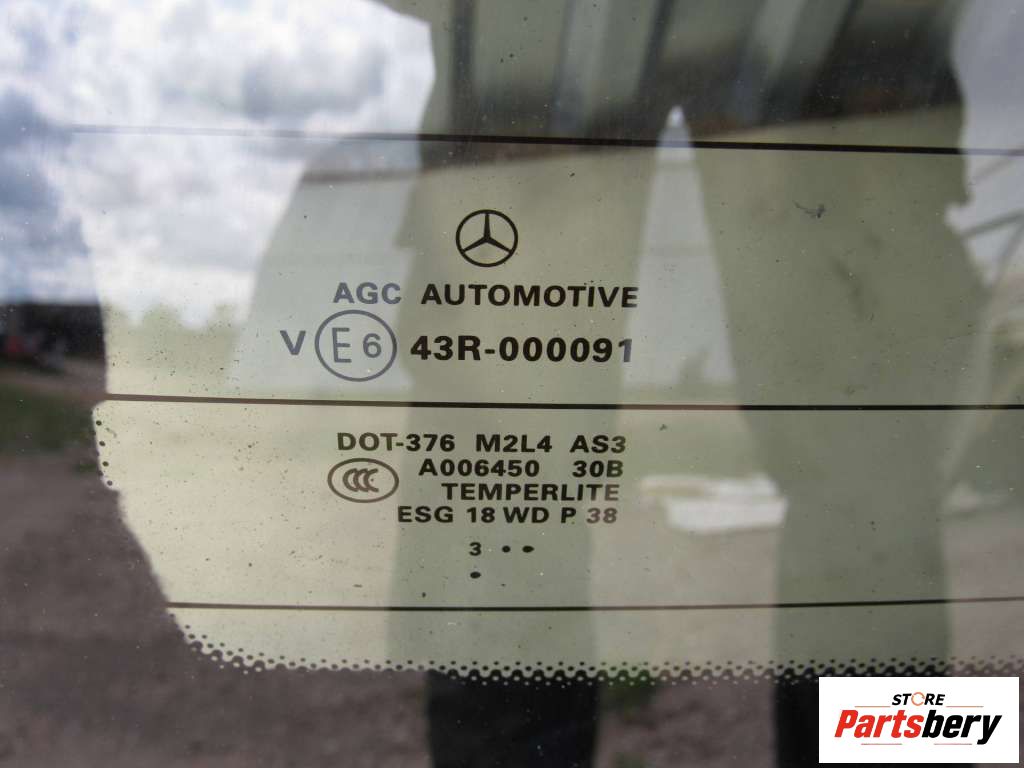 AGC AUTOMOTIVE
V E6 43R-000091
DOT-376 M2L4 AS3
CCC A006450 30B
TEMPERLITE
ESG 18 WD P 38
3 • •
•
STORE
Partsbery